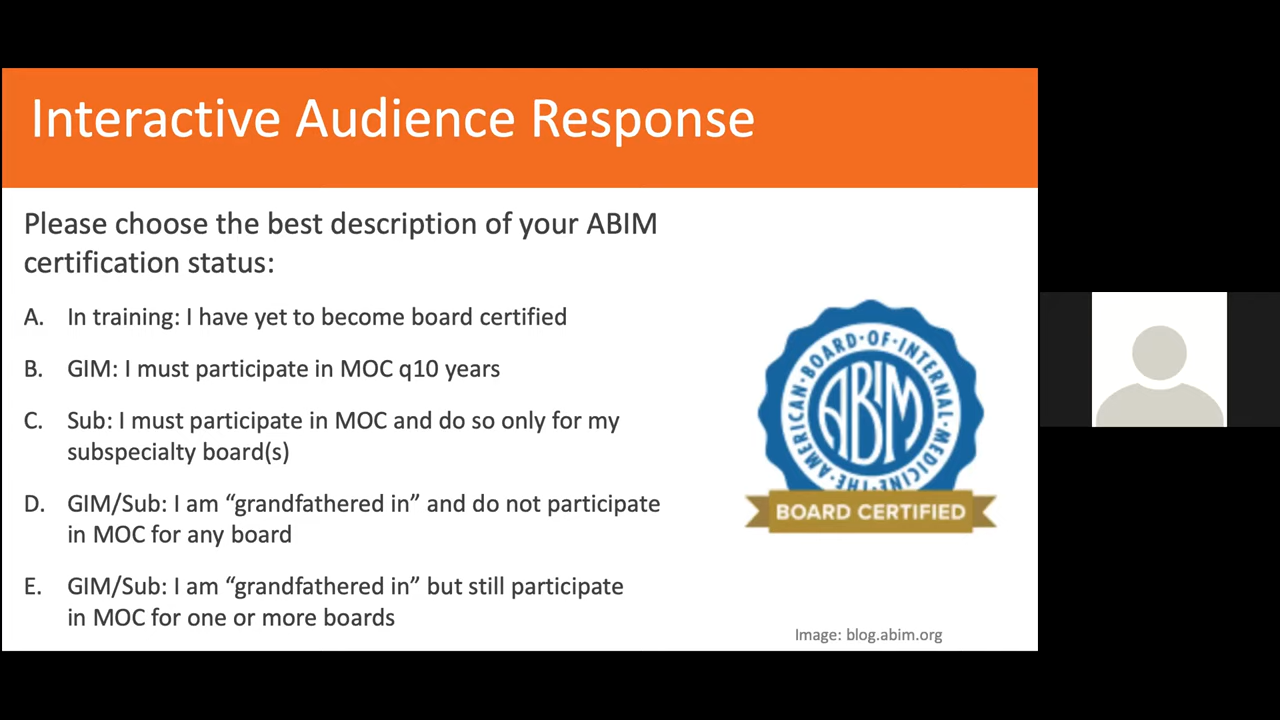 Interactive Audience Response
Please choose the best description of your ABIM
certification status:
A. In training: I have yet to become board certified
B. GIM: I must participate in MOC q10 years
C. Sub: I must participate in MOC and do so only for my
subspecialty board(s)
D. GIM/Sub: I am “grandfathered in” and do not participate
in MOC for any board
E. GIM/Sub: I am “grandfathered in” but still participate
in MOC for one or more boards
THE·AMERICAN·BOARD·OF·INTERNAL·MEDICINE·
ABIM
BOARD CERTIFIED
Image: blog.abim.org